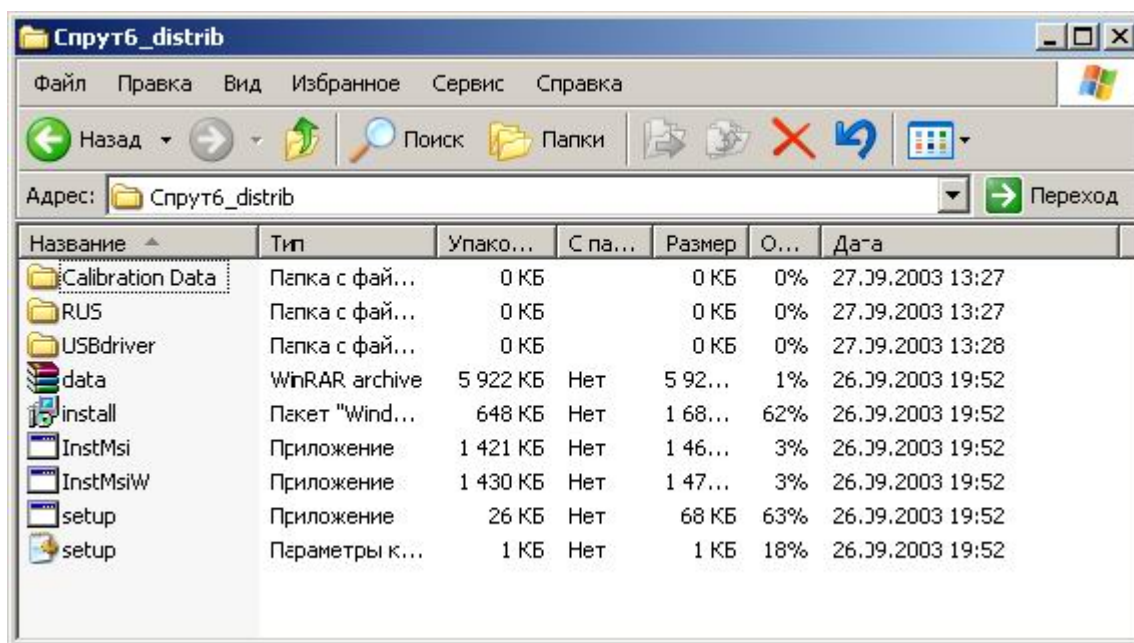 Спрут6_distrib
Файл Правка Вид Избранное Сервис Справка
Назад Поиск Папки
Адрес: Спрут6_distrib Переход
Название Тип Упако... С па... Размер О... Дата
Calibration Data Папка с фай... 0 КБ 0 КБ 0% 27.09.2003 13:27
RUS Папка с фай... 0 КБ 0 КБ 0% 27.09.2003 13:27
USBdriver Папка с фай... 0 КБ 0 КБ 0% 27.09.2003 13:28
data WinRAR archive 5 922 КБ Нет 5 92... 1% 26.09.2003 19:52
install Пакет "Wind... 648 КБ Нет 1 68... 62% 26.09.2003 19:52
InstMsi Приложение 1 421 КБ Нет 1 46... 3% 26.09.2003 19:52
InstMsiW Приложение 1 430 КБ Нет 1 47... 3% 26.09.2003 19:52
setup Приложение 26 КБ Нет 68 КБ 63% 26.09.2003 19:52
setup Параметры к... 1 КБ Нет 1 КБ 18% 26.09.2003 19:52